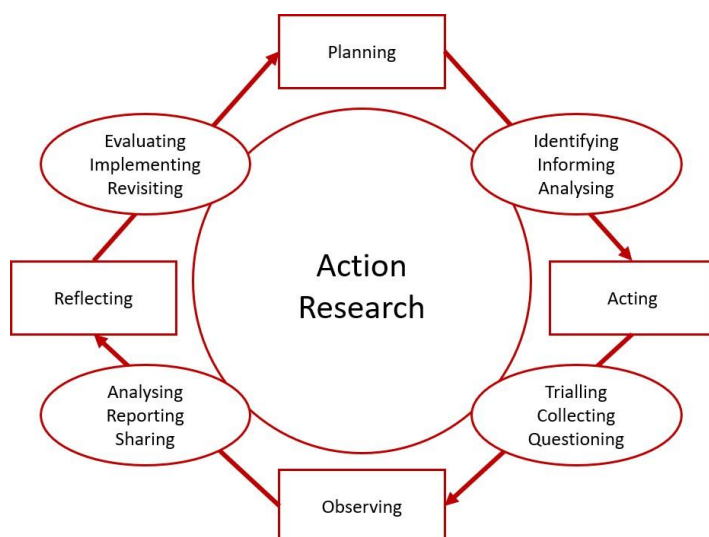 Planning
Evaluating
Implementing
Revisiting
Identifying
Informing
Analysing
Action
Research
Reflecting
Acting
Analysing
Reporting
Sharing
Trialling
Collecting
Questioning
Observing